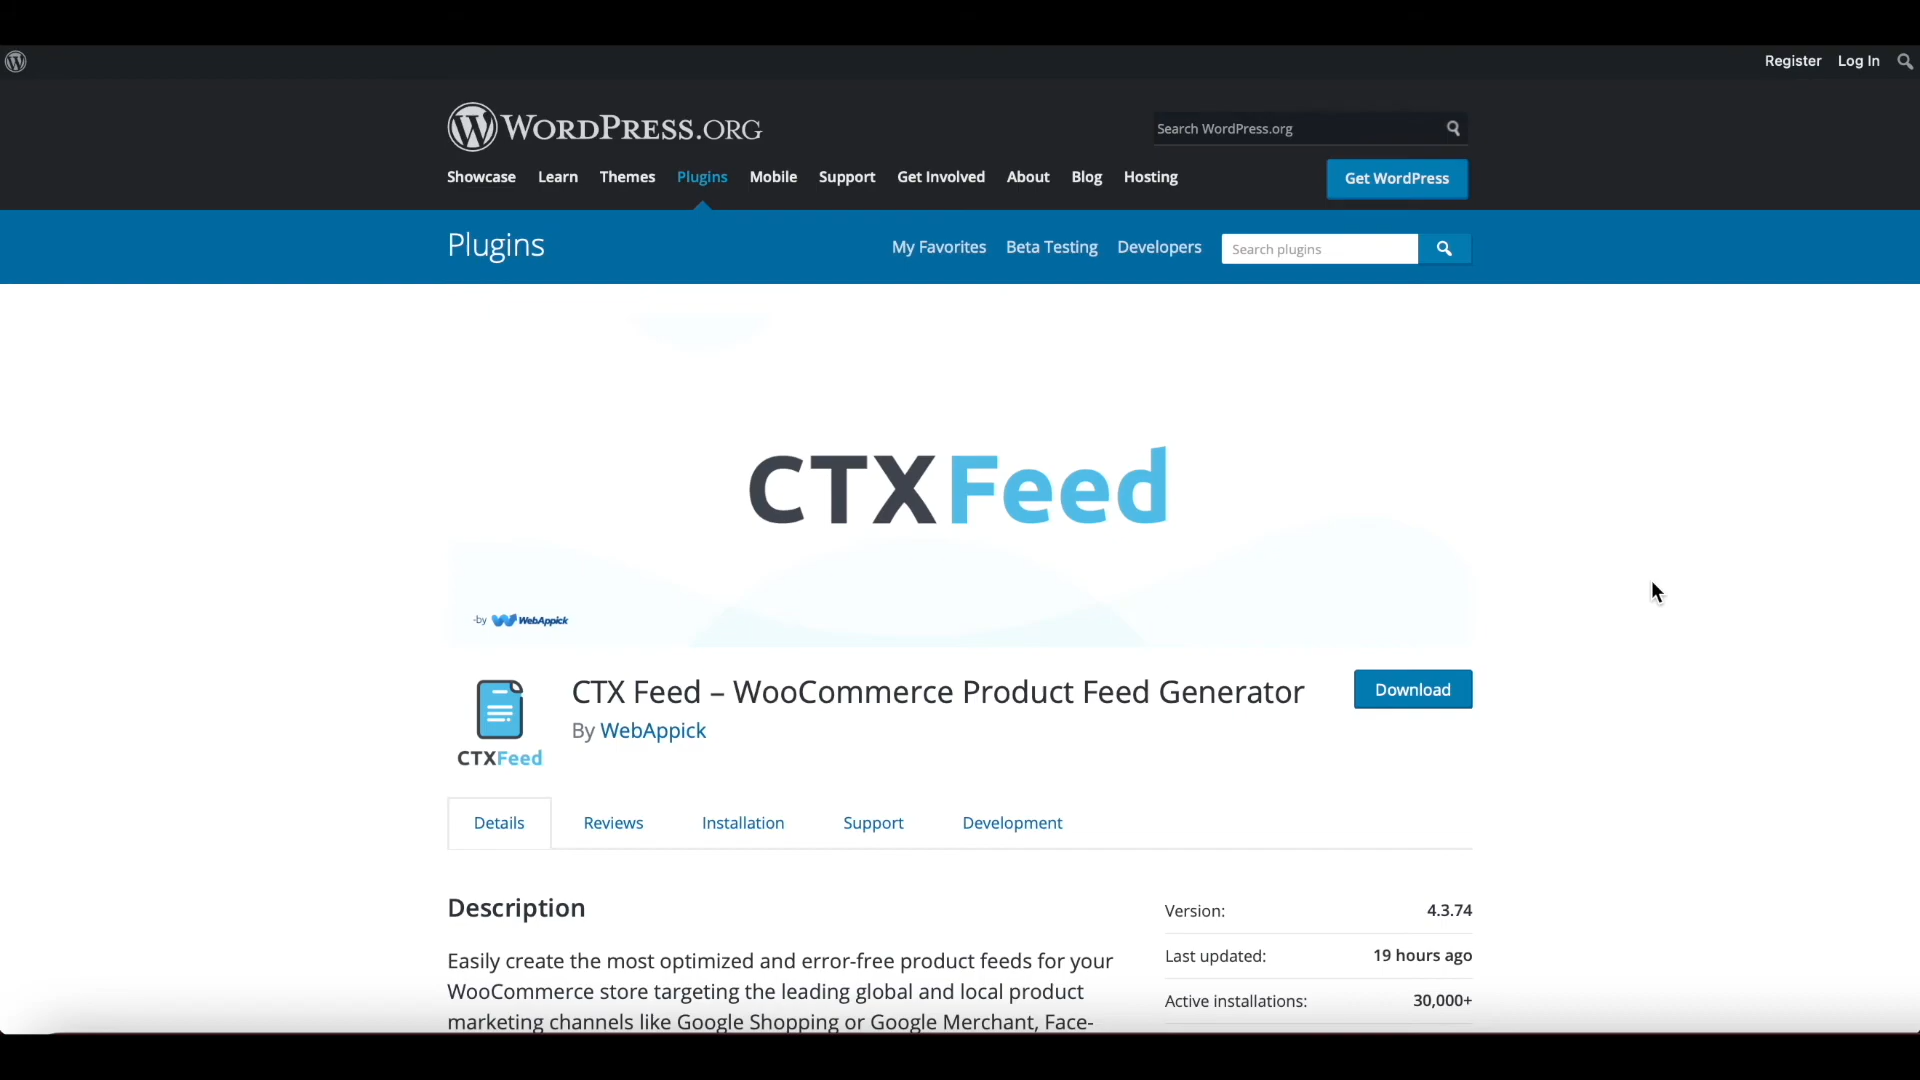 Register Log In
WORDPRESS.ORG
Search WordPress.org
Showcase Learn Themes Plugins Mobile Support Get Involved About Blog Hosting
Get WordPress
Plugins
My Favorites Beta Testing Developers
Search plugins
CTXFeed
-by WebAppick
CTX Feed – WooCommerce Product Feed Generator
Download
By WebAppick
CTXFeed
Details Reviews Installation Support Development
Description
Easily create the most optimized and error-free product feeds for your
WooCommerce store targeting the leading global and local product
marketing channels like Google Shopping or Google Merchant, Face-
Version: 4.3.74
Last updated: 19 hours ago
Active installations: 30,000+